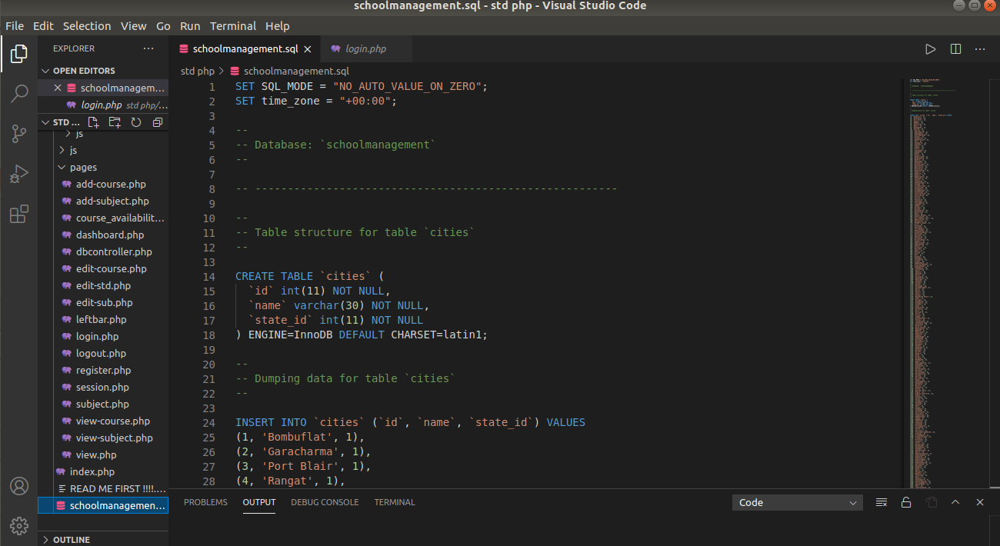 schoolmanagement.sql - std php - Visual Studio Code
File Edit Selection View Go Run Terminal Help
EXPLORER
OPEN EDITORS
schoolmanagem...
login.php std php/...
STD ...
js
js
pages
add-course.php
add-subject.php
course_availabilit...
dashboard.php
dbcontroller.php
edit-course.php
edit-std.php
edit-sub.php
leftbar.php
login.php
logout.php
register.php
session.php
subject.php
view-course.php
view-subject.php
view.php
index.php
READ ME FIRST !!!!....
schoolmanagemen...
OUTLINE
schoolmanagement.sql
login.php
std php > schoolmanagement.sql
1 SET SQL_MODE = "NO_AUTO_VALUE_ON_ZERO";
2 SET time_zone = "+00:00";
3
4 --
5 -- Database: `schoolmanagement`
6 --
7
8 -- --------------------------------------------------------
9
10 --
11 -- Table structure for table `cities`
12 --
13
14 CREATE TABLE `cities` (
15 `id` int(11) NOT NULL,
16 `name` varchar(30) NOT NULL,
17 `state_id` int(11) NOT NULL
18 ) ENGINE=InnoDB DEFAULT CHARSET=latin1;
19
20 --
21 -- Dumping data for table `cities`
22 --
23
24 INSERT INTO `cities` (`id`, `name`, `state_id`) VALUES
25 (1, 'Bombuflat', 1),
26 (2, 'Garacharma', 1),
27 (3, 'Port Blair', 1),
28 (4, 'Rangat', 1),
PROBLEMS OUTPUT DEBUG CONSOLE TERMINAL
Code